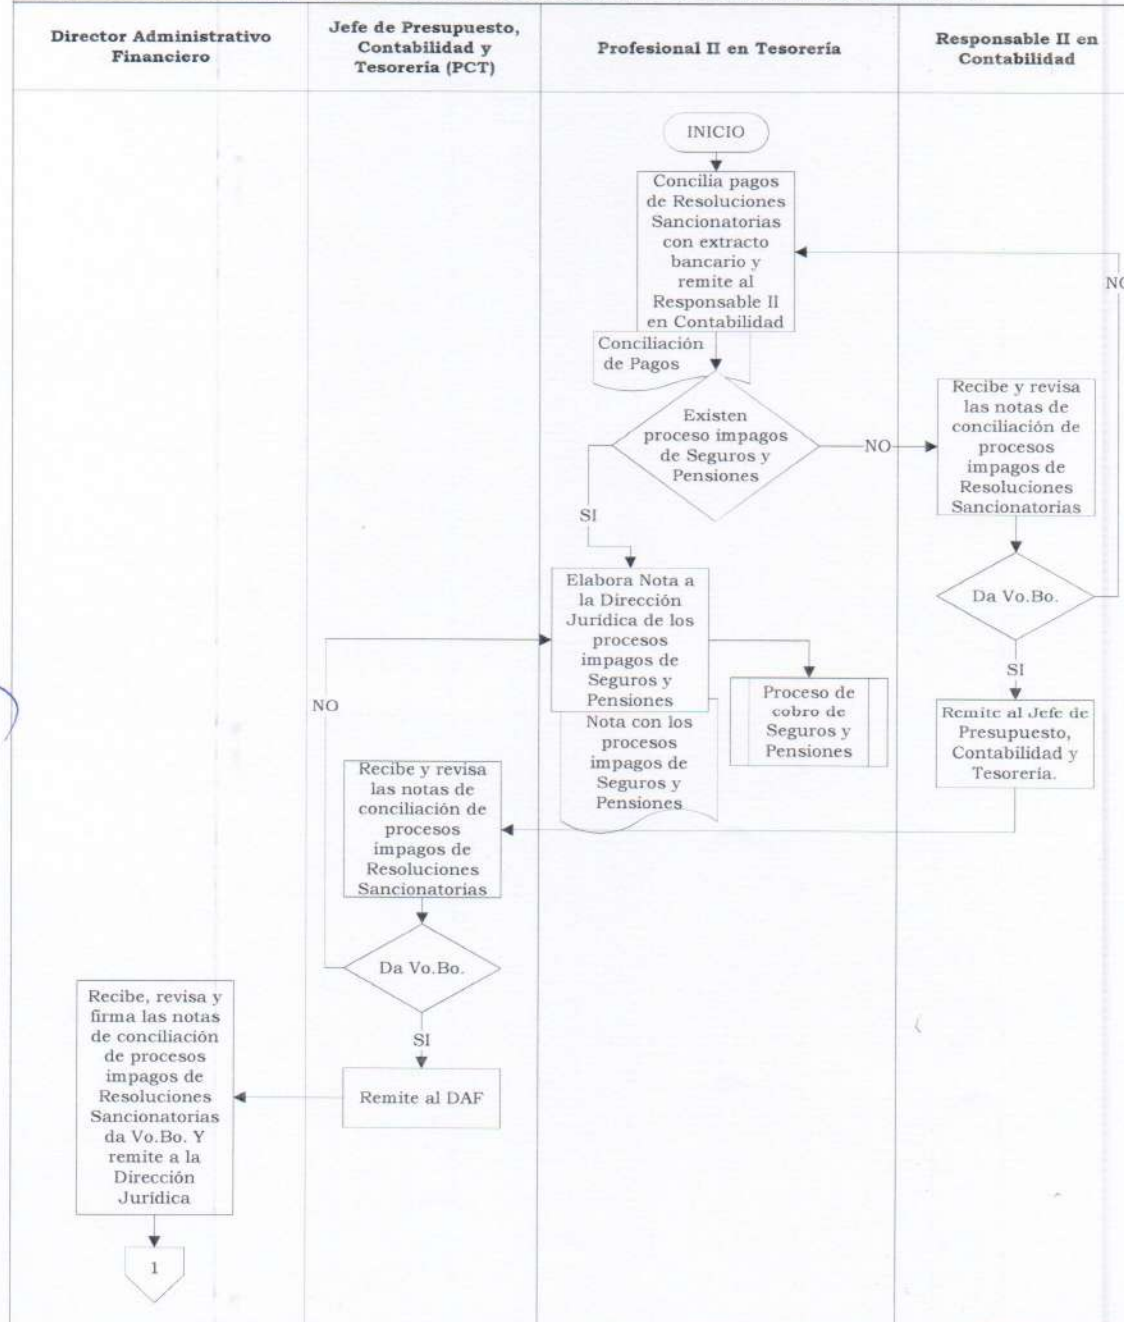 Director Administrativo
Financiero
Jefe de Presupuesto,
Contabilidad y
Tesorería (PCT)
Profesional II en Tesorería
Responsable II en
Contabilidad
INICIO
Concilia pagos
de Resoluciones
Sancionatorias
con extracto
bancario y
remite al
Responsable II
en Contabilidad
Conciliación
de Pagos
Existen
proceso impagos
de Seguros y
Pensiones
NO
SI
Recibe y revisa
las notas de
conciliación de
procesos
impagos de
Resoluciones
Sancionatorias
Da Vo.Bo.
NO
SI
Remite al Jefe de
Presupuesto,
Contabilidad y
Tesorería.
Elabora Nota a
la Dirección
Jurídica de los
procesos
impagos de
Seguros y
Pensiones
Nota con los
procesos
impagos de
Seguros y
Pensiones
Proceso de
cobro de
Seguros y
Pensiones
Recibe y revisa
las notas de
conciliación de
procesos
impagos de
Resoluciones
Sancionatorias
Da Vo.Bo.
NO
SI
Remite al DAF
Recibe, revisa y
firma las notas
de conciliación
de procesos
impagos de
Resoluciones
Sancionatorias
da Vo.Bo. Y
remite a la
Dirección
Jurídica
1